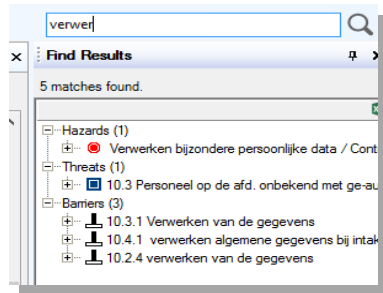 verwer
Find Results
5 matches found.
Hazards (1)
Verwerken bijzondere persoonlijke data / Cont
Threats (1)
10.3 Personeel op de afd. onbekend met ge-au
Barriers (3)
10.3.1 Verwerken van de gegevens
10.4.1 verwerken algemene gegevens bij intak
10.2.4 verwerken van de gegevens